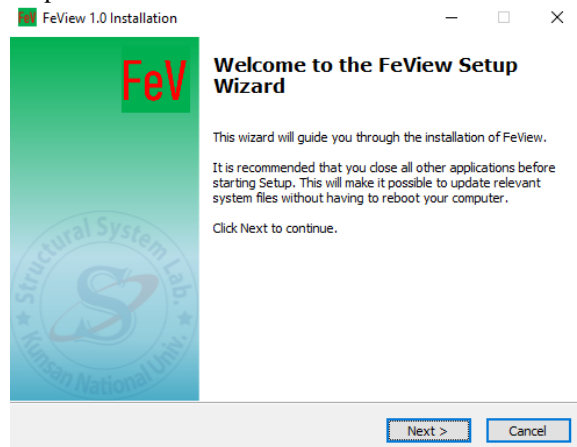 FeV FeView 1.0 Installation
FeV
Welcome to the FeView Setup
Wizard
This wizard will guide you through the installation of FeView.
It is recommended that you close all other applications before
starting Setup. This will make it possible to update relevant
system files without having to reboot your computer.
Click Next to continue.
Structural System Lab.
S
Kunsan National Univ.
Next >
Cancel